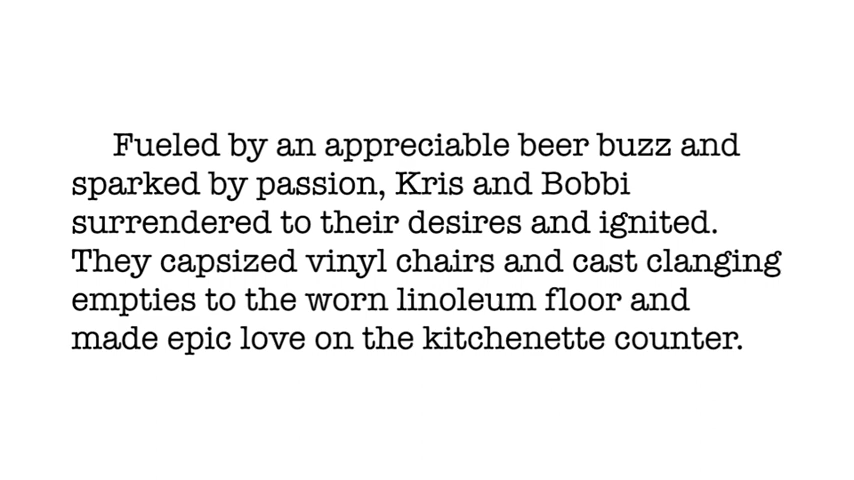 Fueled by an appreciable beer buzz and
sparked by passion, Kris and Bobbi
surrendered to their desires and ignited.
They capsized vinyl chairs and cast clanging
empties to the worn linoleum floor and
made epic love on the kitchenette counter.